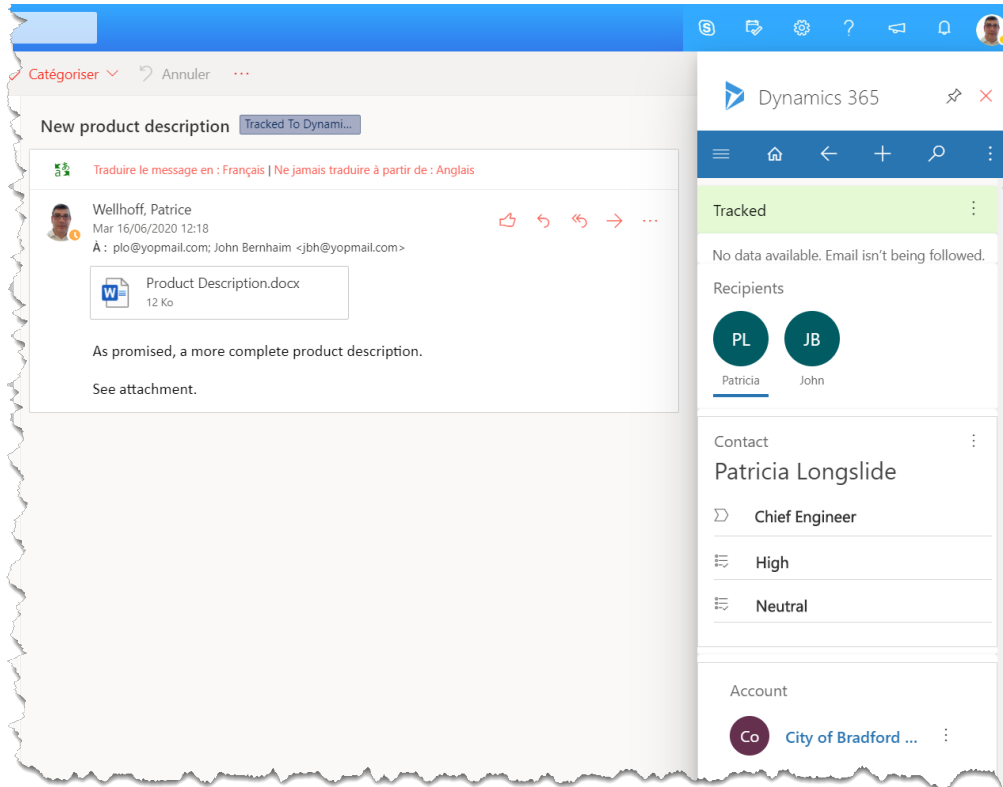 Catégoriser
Annuler
New product description
Tracked To Dynami...
Traduire le message en : Français | Ne jamais traduire à partir de : Anglais
Wellhoff, Patrice
Mar 16/06/2020 12:18
À : plo@yopmail.com; John Bernhaim <jbh@yopmail.com>
Product Description.docx
12 Ko
As promised, a more complete product description.
See attachment.
Dynamics 365
Tracked
No data available. Email isn't being followed.
Recipients
PL
JB
Patricia
John
Contact
Patricia Longslide
Chief Engineer
High
Neutral
Account
Co
City of Bradford ...